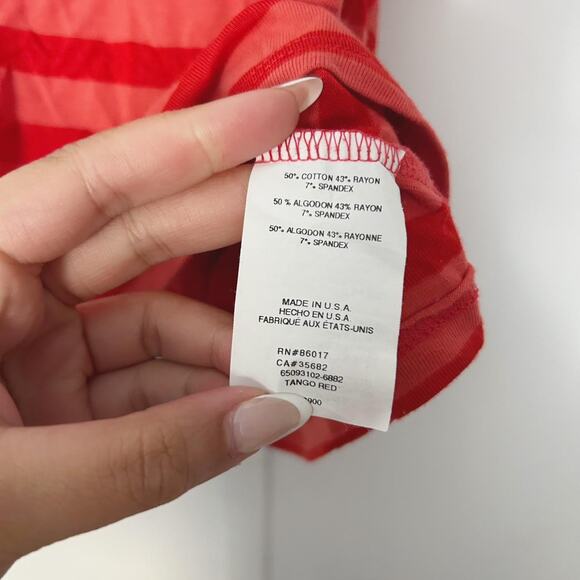 50% COTTON 43% RAYON
7% SPANDEX
50 % ALGODON 43% RAYON
7% SPANDEX
50% ALGODON 43% RAYONNE
7% SPANDEX
MADE IN U.S.A.
HECHO EN U.S.A.
FABRIQUÉ AUX ÉTATS-UNIS
RN#86017
CA#35682
65093102-6882
TANGO RED